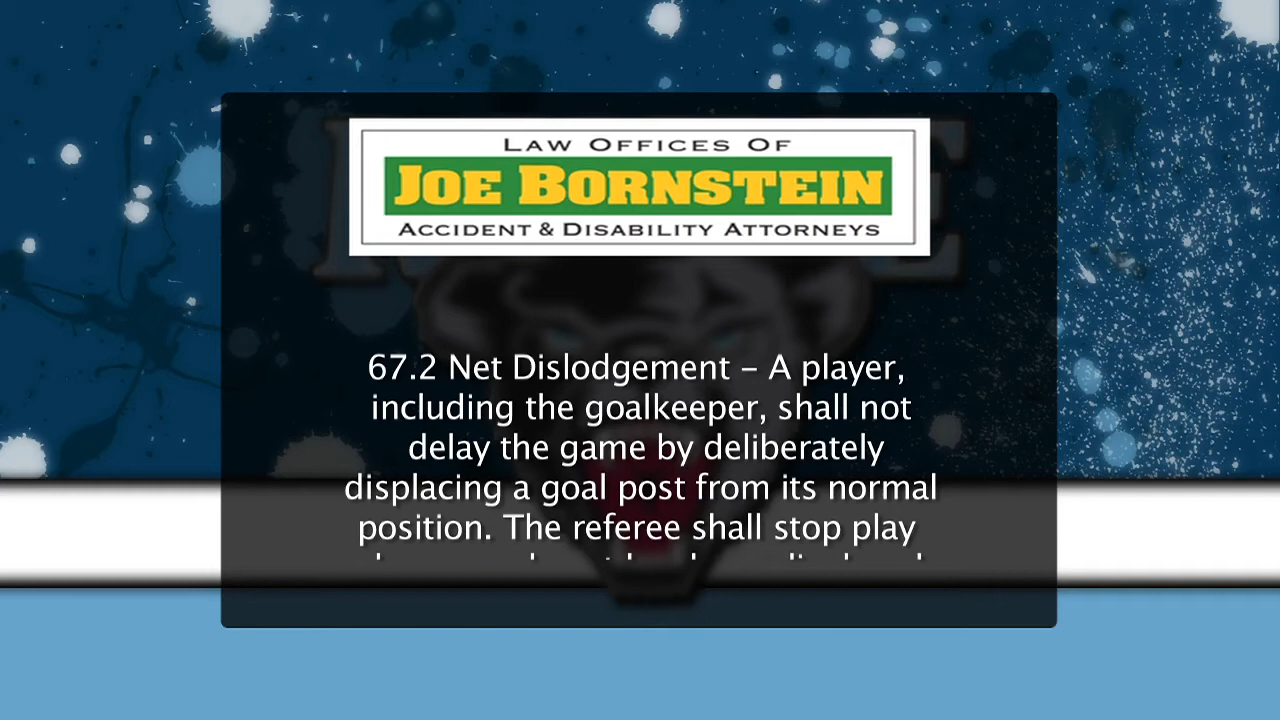 LAW OFFICES OF
JOE BORNSTEIN
ACCIDENT & DISABILITY ATTORNEYS
67.2 Net Dislodgement – A player,
including the goalkeeper, shall not
delay the game by deliberately
displacing a goal post from its normal
position. The referee shall stop play